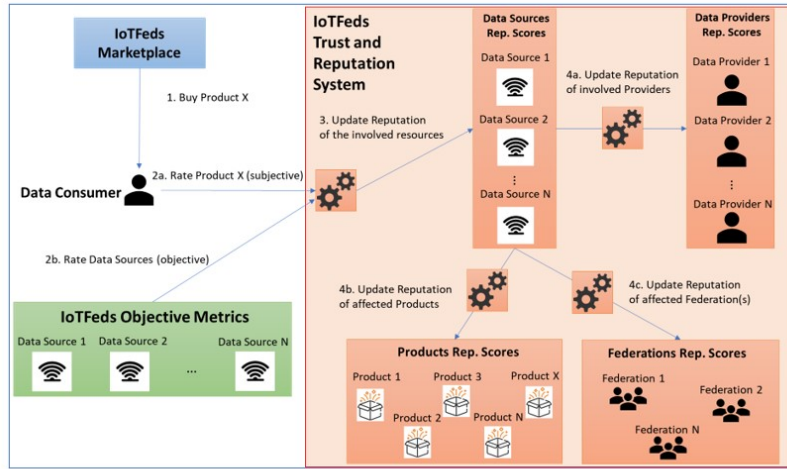 IoTFeds
Marketplace
1. Buy Product X
Data Consumer
2a. Rate Product X (subjective)
2b. Rate Data Sources (objective)
IoTFeds Objective Metrics
Data Source 1
Data Source 2
...
Data Source N
IoTFeds
Trust and
Reputation
System
3. Update Reputation
of the involved resources
Data Sources
Rep. Scores
Data Source 1
Data Source 2
⋮
Data Source N
4a. Update Reputation
of involved Providers
Data Providers
Rep. Scores
Data Provider 1
Data Provider 2
⋮
Data Provider N
4b. Update Reputation
of affected Products
4c. Update Reputation
of affected Federation(s)
Products Rep. Scores
Product 1
Product 3
Product X
Product 2
Product N
Federations Rep. Scores
Federation 1
Federation 2
Federation N